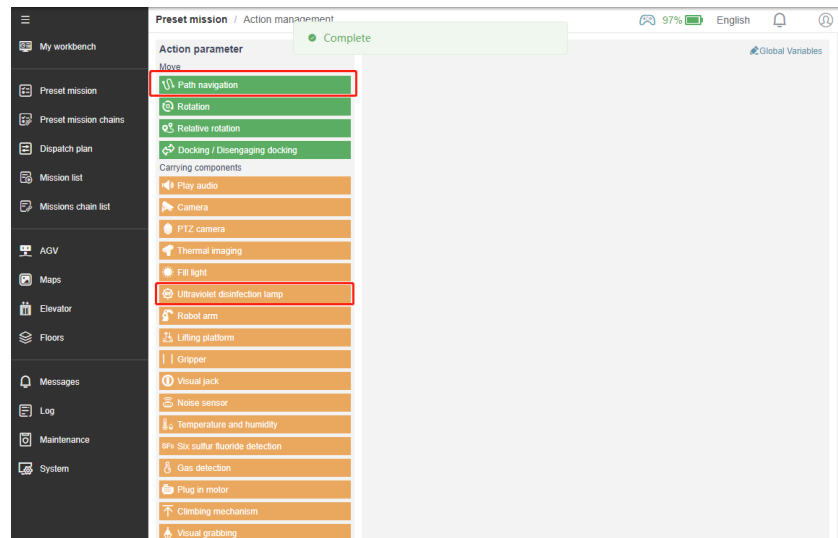 Preset mission / Action management
97%
English
Complete
My workbench
Preset mission
Preset mission chains
Dispatch plan
Mission list
Missions chain list
AGV
Maps
Elevator
Floors
Messages
Log
Maintenance
System
Action parameter
Global Variables
Move
Path navigation
Rotation
Relative rotation
Docking / Disengaging docking
Carrying components
Play audio
Camera
PTZ camera
Thermal imaging
Fill light
Ultraviolet disinfection lamp
Robot arm
Lifting platform
Gripper
Visual jack
Noise sensor
Temperature and humidity
SF6 Six sulfur fluoride detection
Gas detection
Plug in motor
Climbing mechanism
Visual grabbing